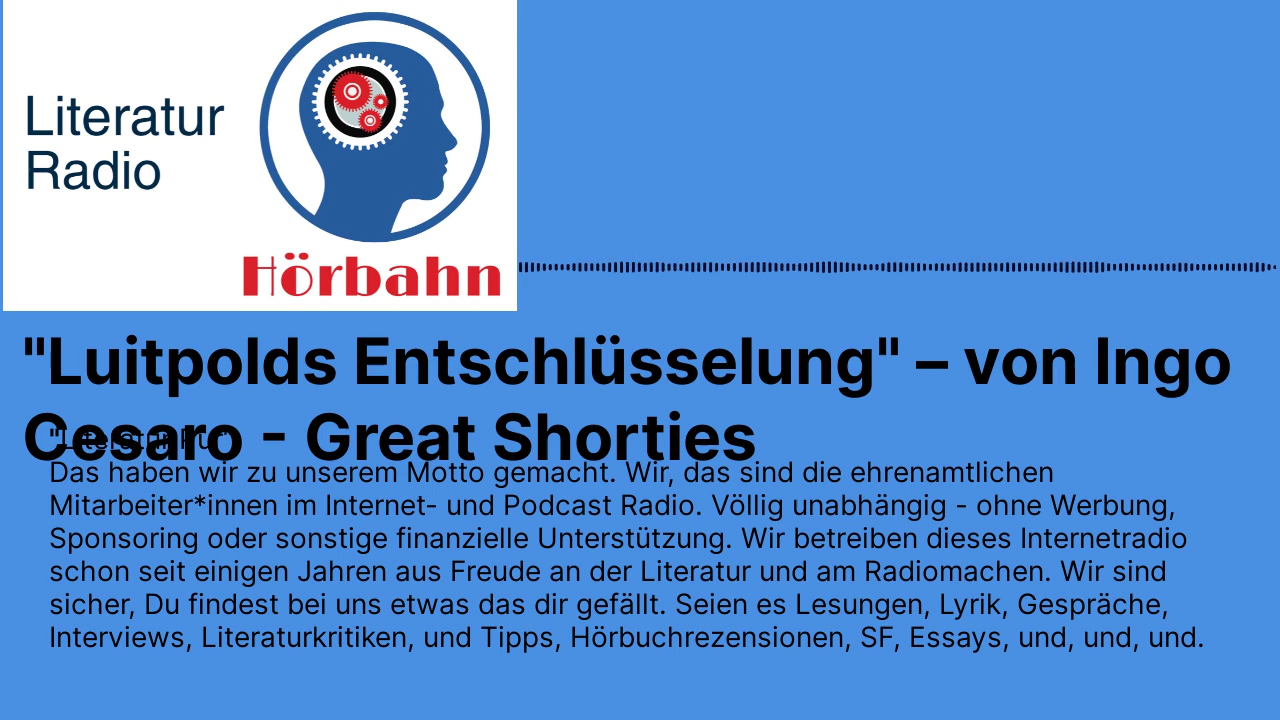 Literatur
Radio
Hörbahn
"Luitpolds Entschlüsselung" – von Ingo
Cesaro - Great Shorties
"Literatur Pur"
Das haben wir zu unserem Motto gemacht. Wir, das sind die ehrenamtlichen
Mitarbeiter*innen im Internet- und Podcast Radio. Völlig unabhängig - ohne Werbung,
Sponsoring oder sonstige finanzielle Unterstützung. Wir betreiben dieses Internetradio
schon seit einigen Jahren aus Freude an der Literatur und am Radiomachen. Wir sind
sicher, Du findest bei uns etwas das dir gefällt. Seien es Lesungen, Lyrik, Gespräche,
Interviews, Literaturkritiken, und Tipps, Hörbuchrezensionen, SF, Essays, und, und, und.